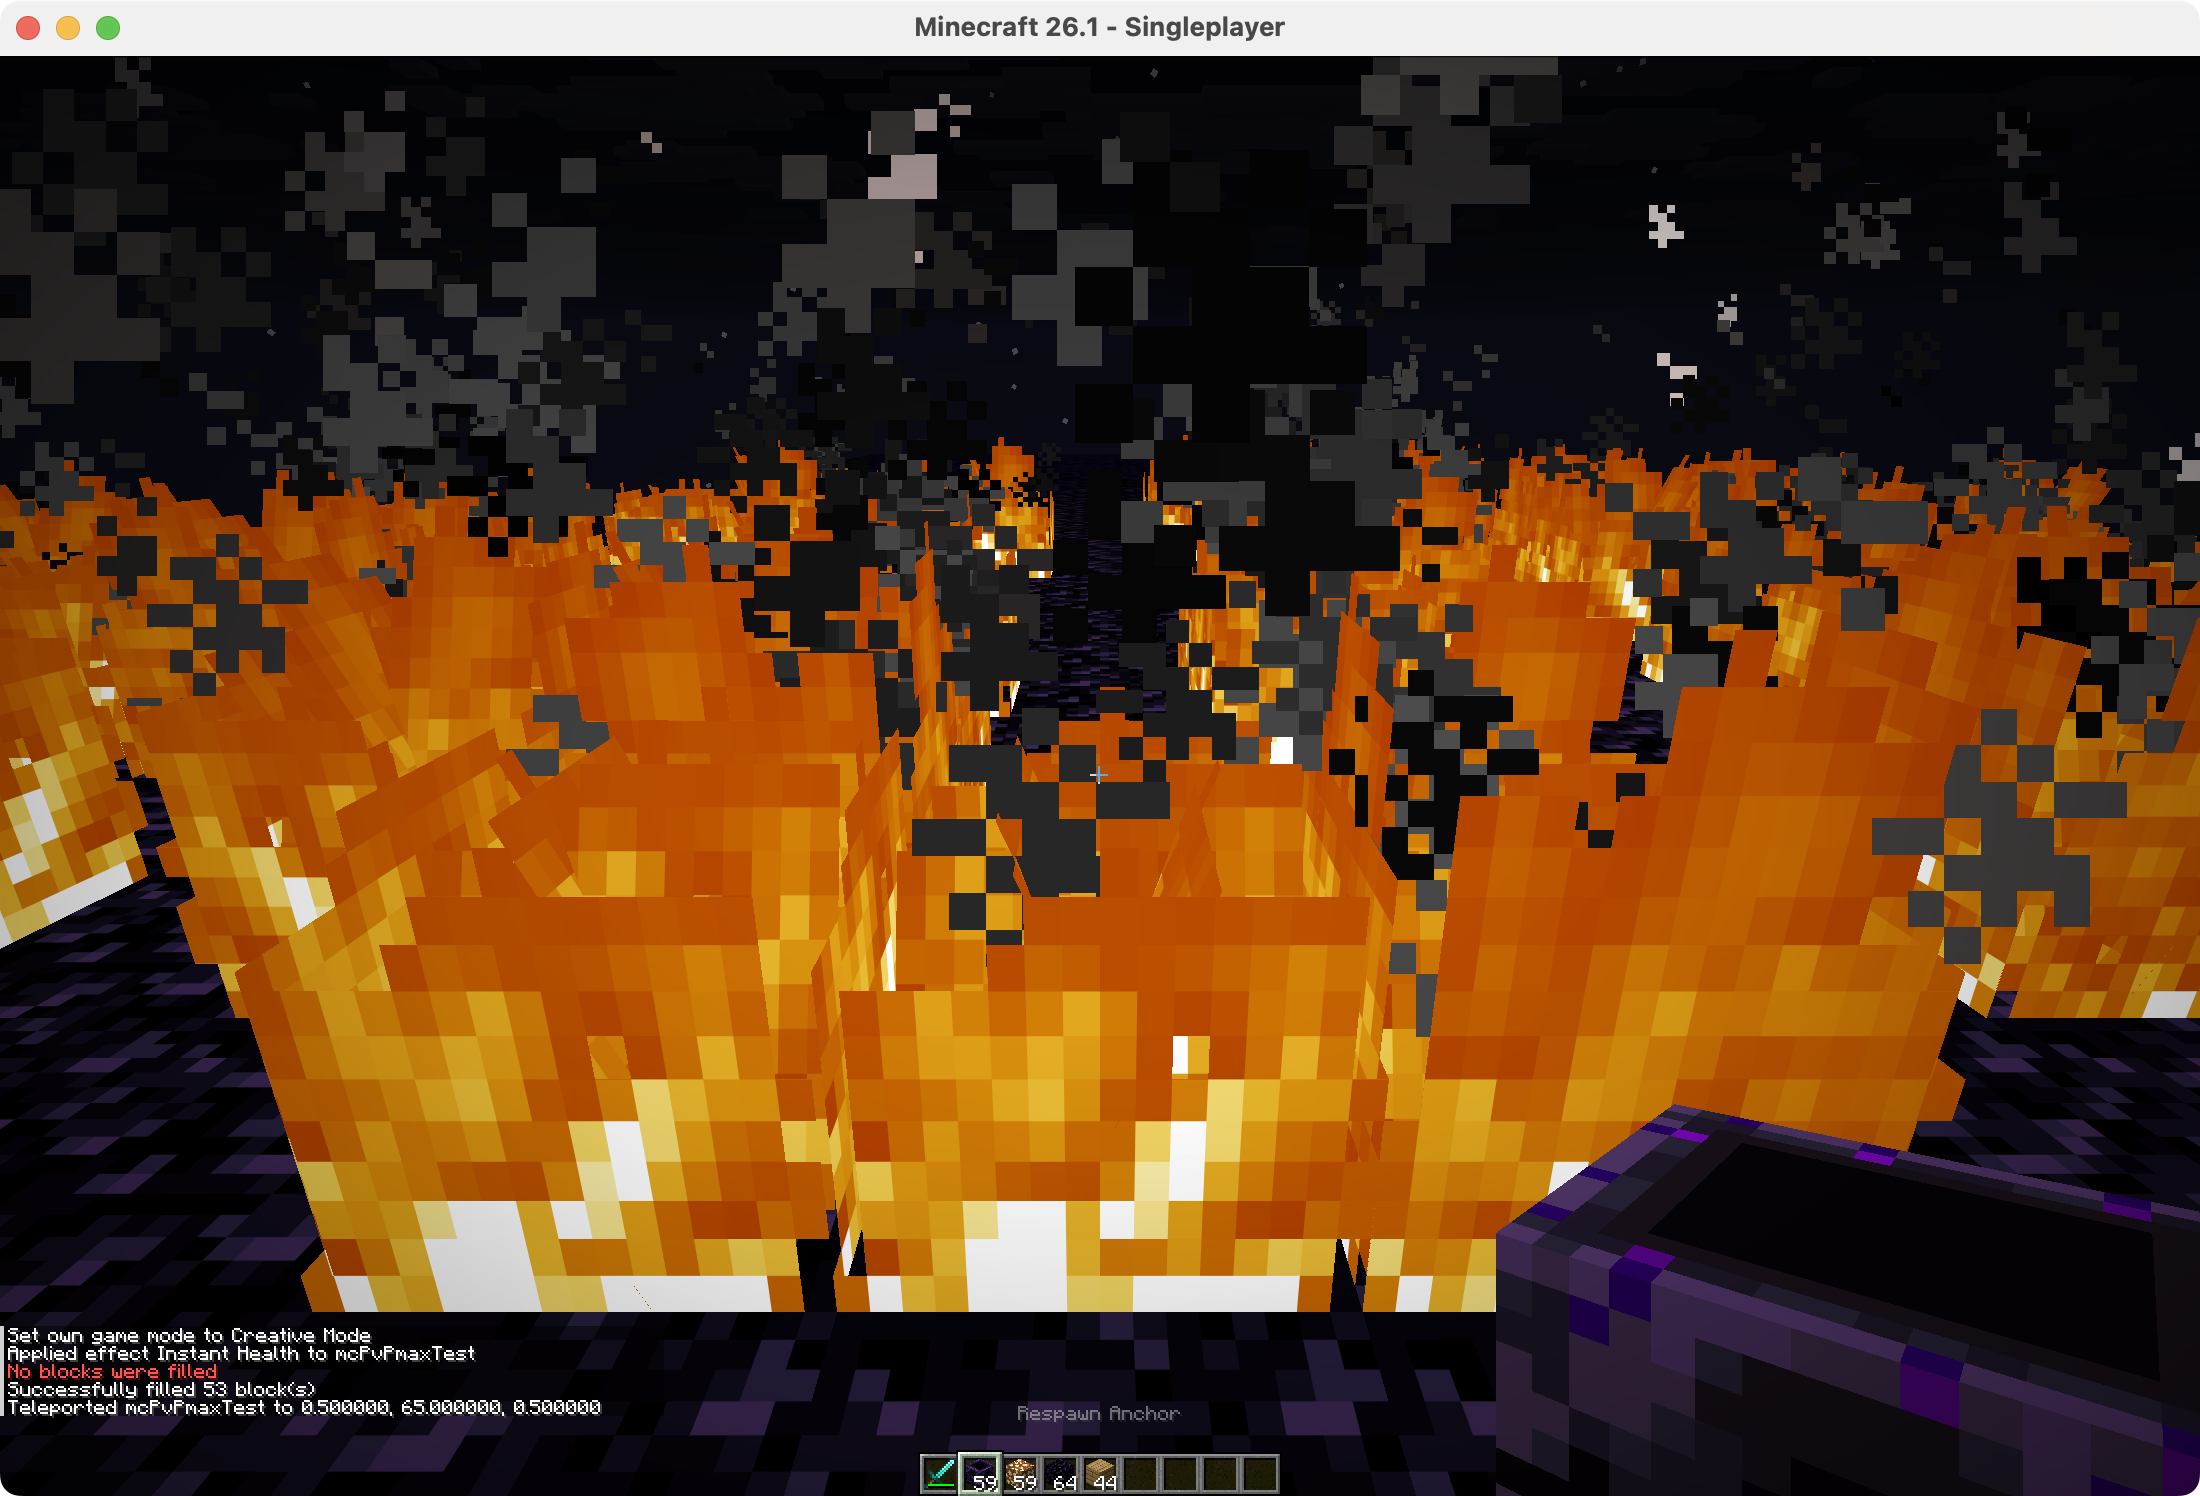 Minecraft 26.1 - Singleplayer
Set own game mode to Creative Mode
Applied effect Instant Health to mcPvPmaxTest
No blocks were filled
Successfully filled 53 block(s)
Teleported mcPvPmaxTest to 0.500000, 65.000000, 0.500000
Respawn Anchor
59 59 64 44